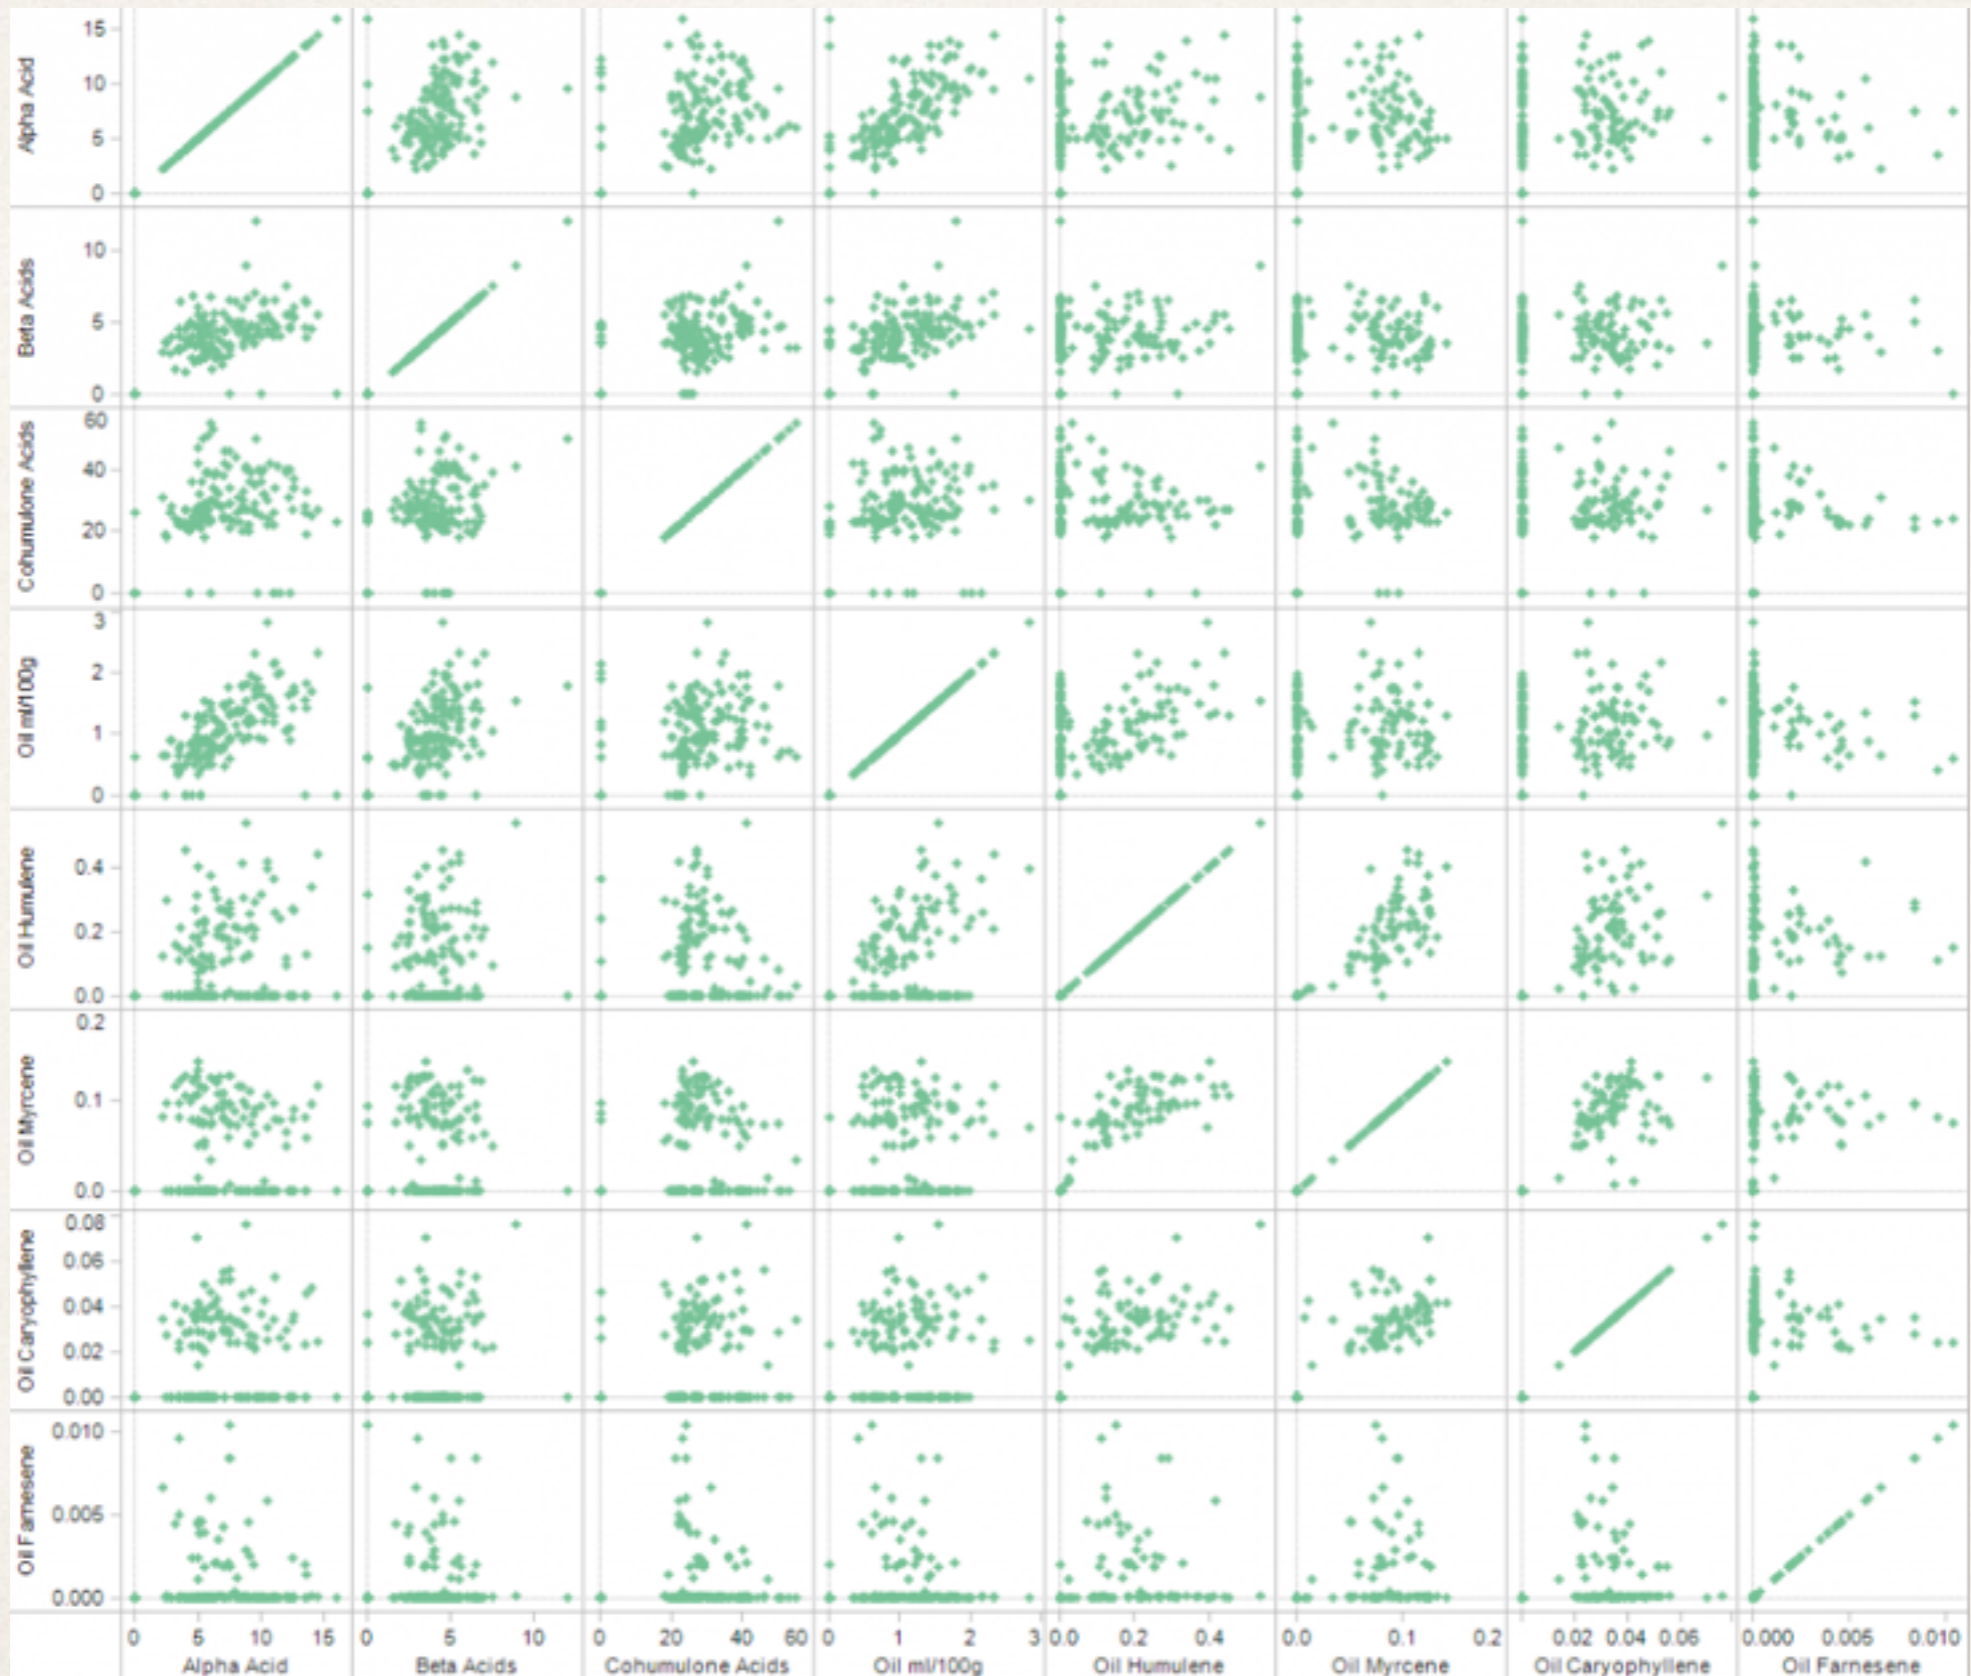 Alpha Acid
15
10
5
0
Beta Acids
10
5
0
Cohumulone Acids
60
40
20
0
Oil ml/100g
3
2
1
0
Oil Humulene
0.4
0.2
0.0
Oil Myrcene
0.2
0.1
0.0
Oil Caryophyllene
0.08
0.06
0.04
0.02
0.00
Oil Farnesene
0.010
0.005
0.000
0 5 10 15 0 5 10 0 20 40 60 0 1 2 3 0.0 0.2 0.4 0.0 0.1 0.2 0.02 0.04 0.06 0.000 0.005 0.010
Alpha Acid Beta Acids Cohumulone Acids Oil ml/100g Oil Humulene Oil Myrcene Oil Caryophyllene Oil Farnesene